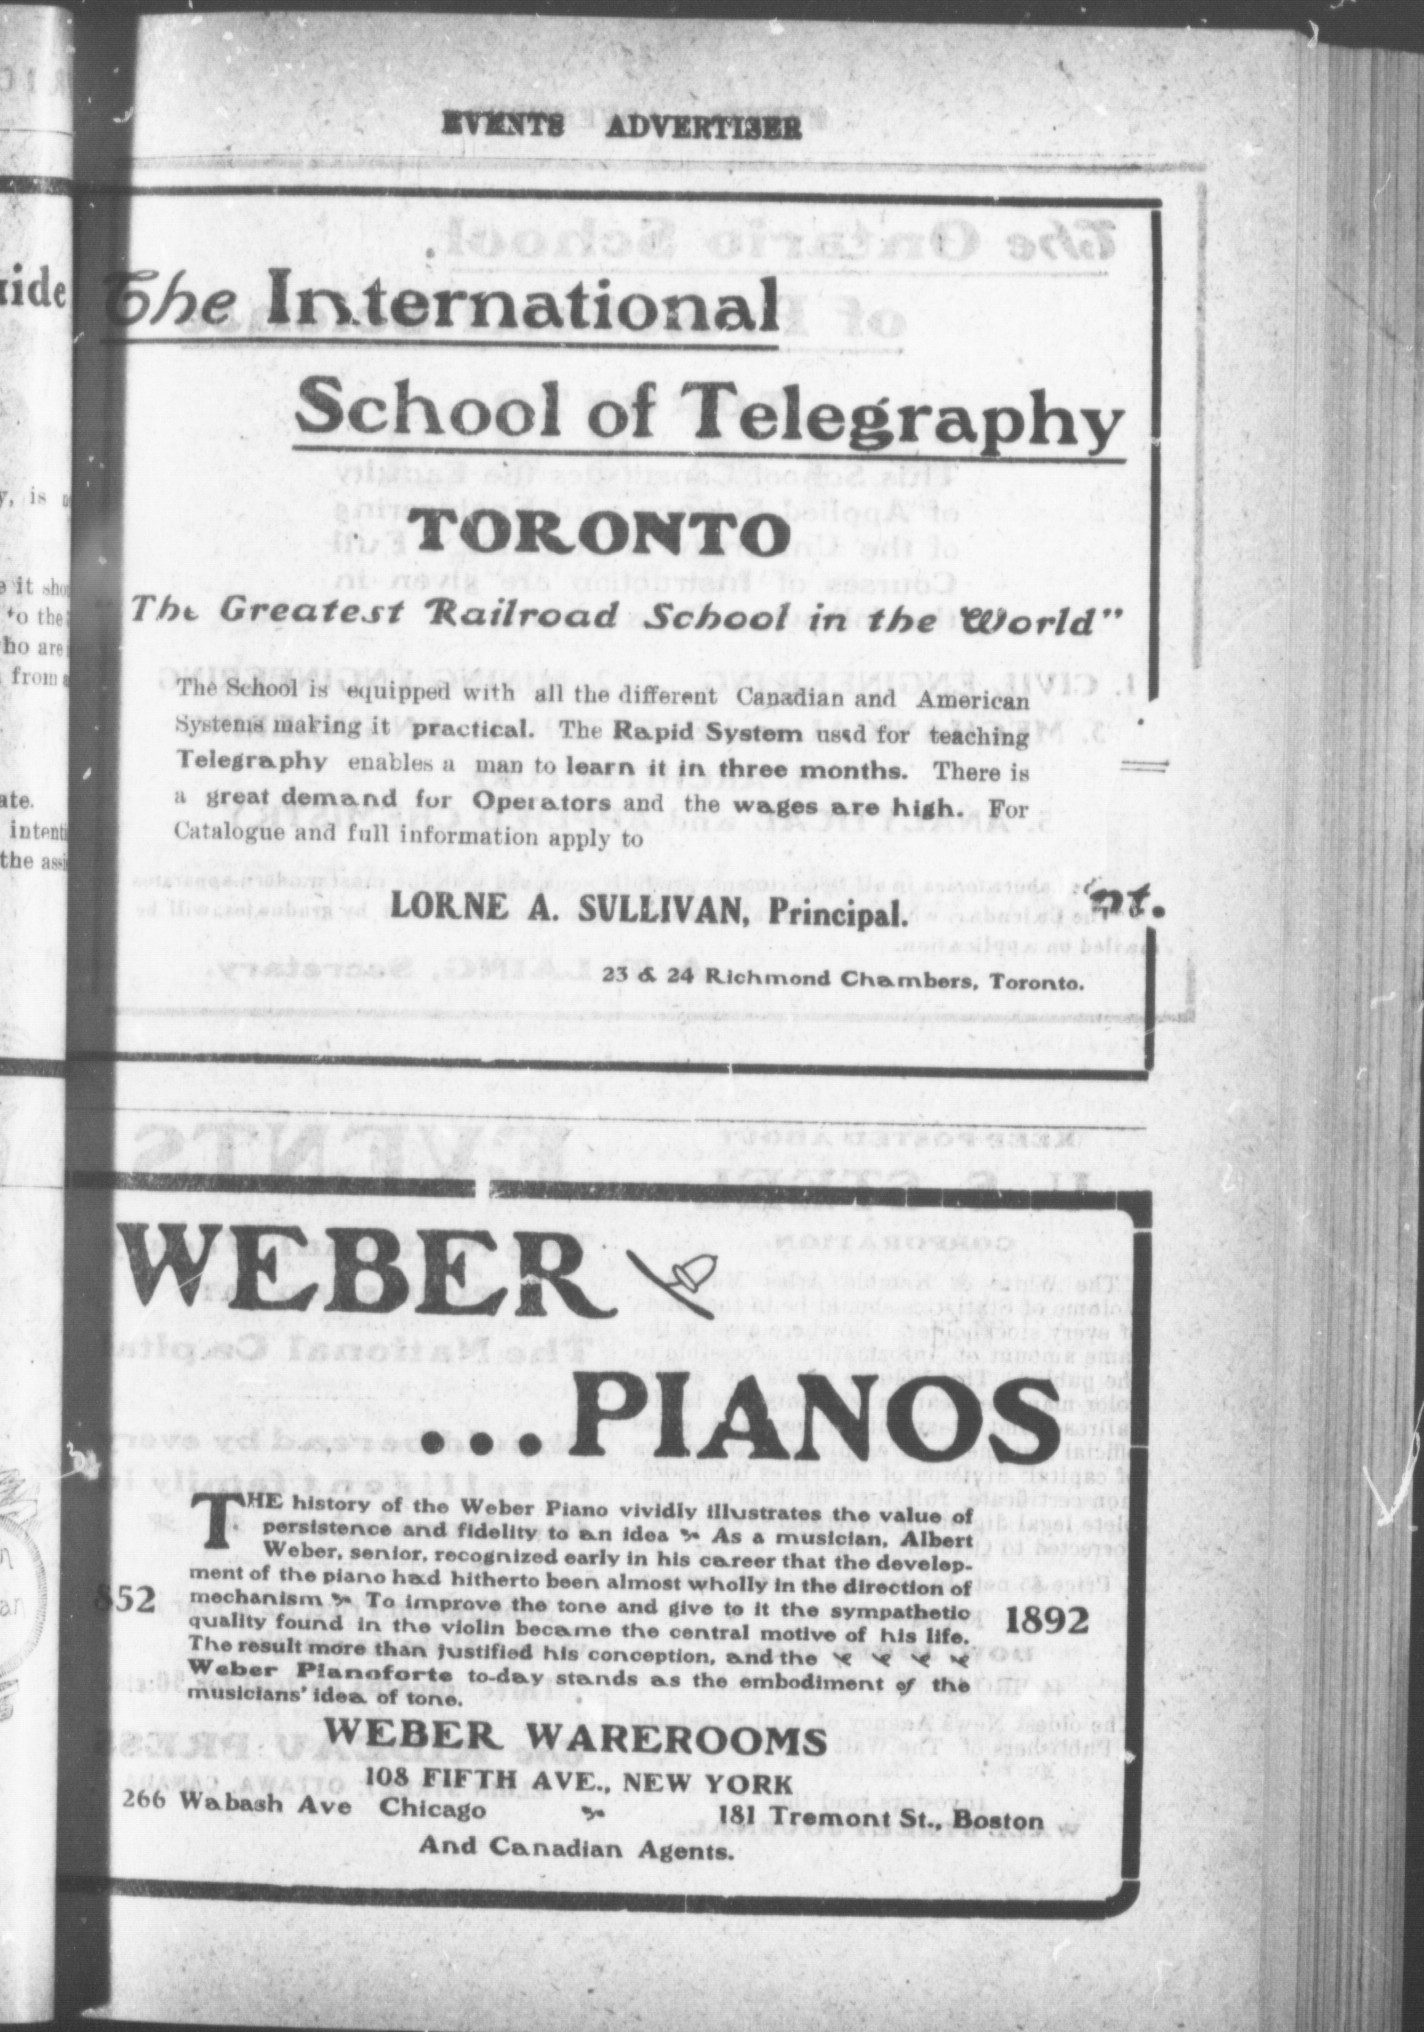 EVENTS ADVERTISER
The International
School of Telegraphy
TORONTO
The Greatest Railroad School in the World"
The School is equipped with all the different Canadian and American
Systems making it practical. The Rapid System used for teaching
Telegraphy enables a man to learn it in three months. There is
a great demand for Operators and the wages are high. For
Catalogue and full information apply to
LORNE A. SULLIVAN, Principal.
23 & 24 Richmond Chambers, Toronto.
WEBER
...PIANOS
THE history of the Weber Piano vividly illustrates the value of
persistence and fidelity to an idea As a musician, Albert
Weber, senior, recognized early in his career that the develop-
ment of the piano had hitherto been almost wholly in the direction of
mechanism To improve the tone and give to it the sympathetic
quality found in the violin became the central motive of his life.
The result more than justified his conception, and the
Weber Pianoforte to-day stands as the embodiment of the
musicians' idea of tone.
852
1892
WEBER WAREROOMS
108 FIFTH AVE., NEW YORK
266 Wabash Ave Chicago 181 Tremont St., Boston
And Canadian Agents.